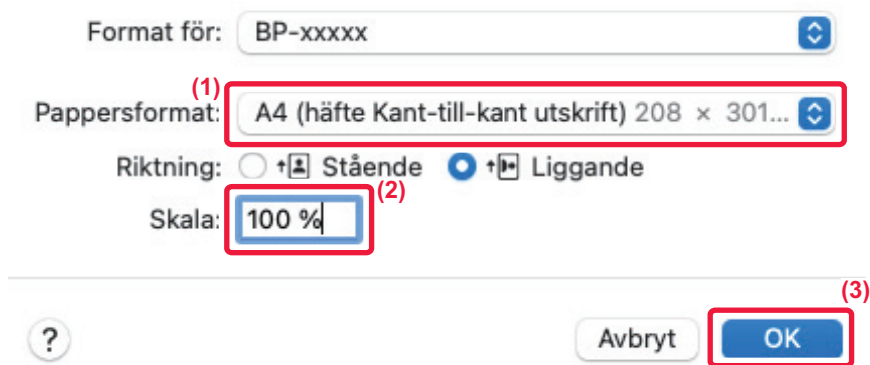 Format för: BP-xxxxx
(1)
Pappersformat: A4 (häfte Kant-till-kant utskrift) 208 × 301...
Riktning: Stående Liggande
(2)
Skala: 100 %
(3)
? Avbryt OK